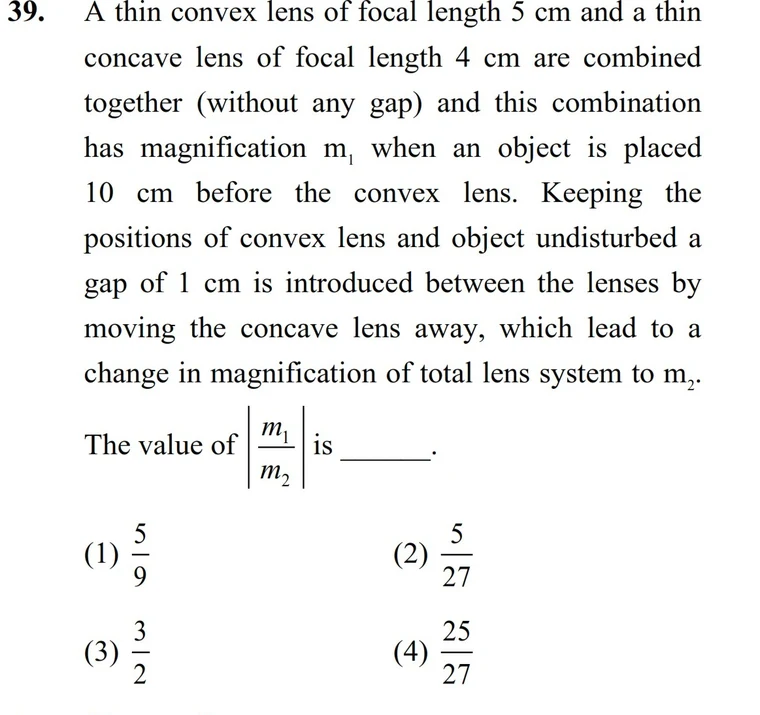 39. A thin convex lens of focal length 5 cm and a thin
concave lens of focal length 4 cm are combined
together (without any gap) and this combination
has magnification m₁ when an object is placed
10 cm before the convex lens. Keeping the
positions of convex lens and object undisturbed a
gap of 1 cm is introduced between the lenses by
moving the concave lens away, which lead to a
change in magnification of total lens system to m₂.
The value of |m₁/m₂| is ______.
(1) 5/9 (2) 5/27
(3) 3/2 (4) 25/27